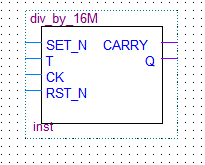 div_by_16M
SET_N CARRY
T Q
CK
RST_N
inst